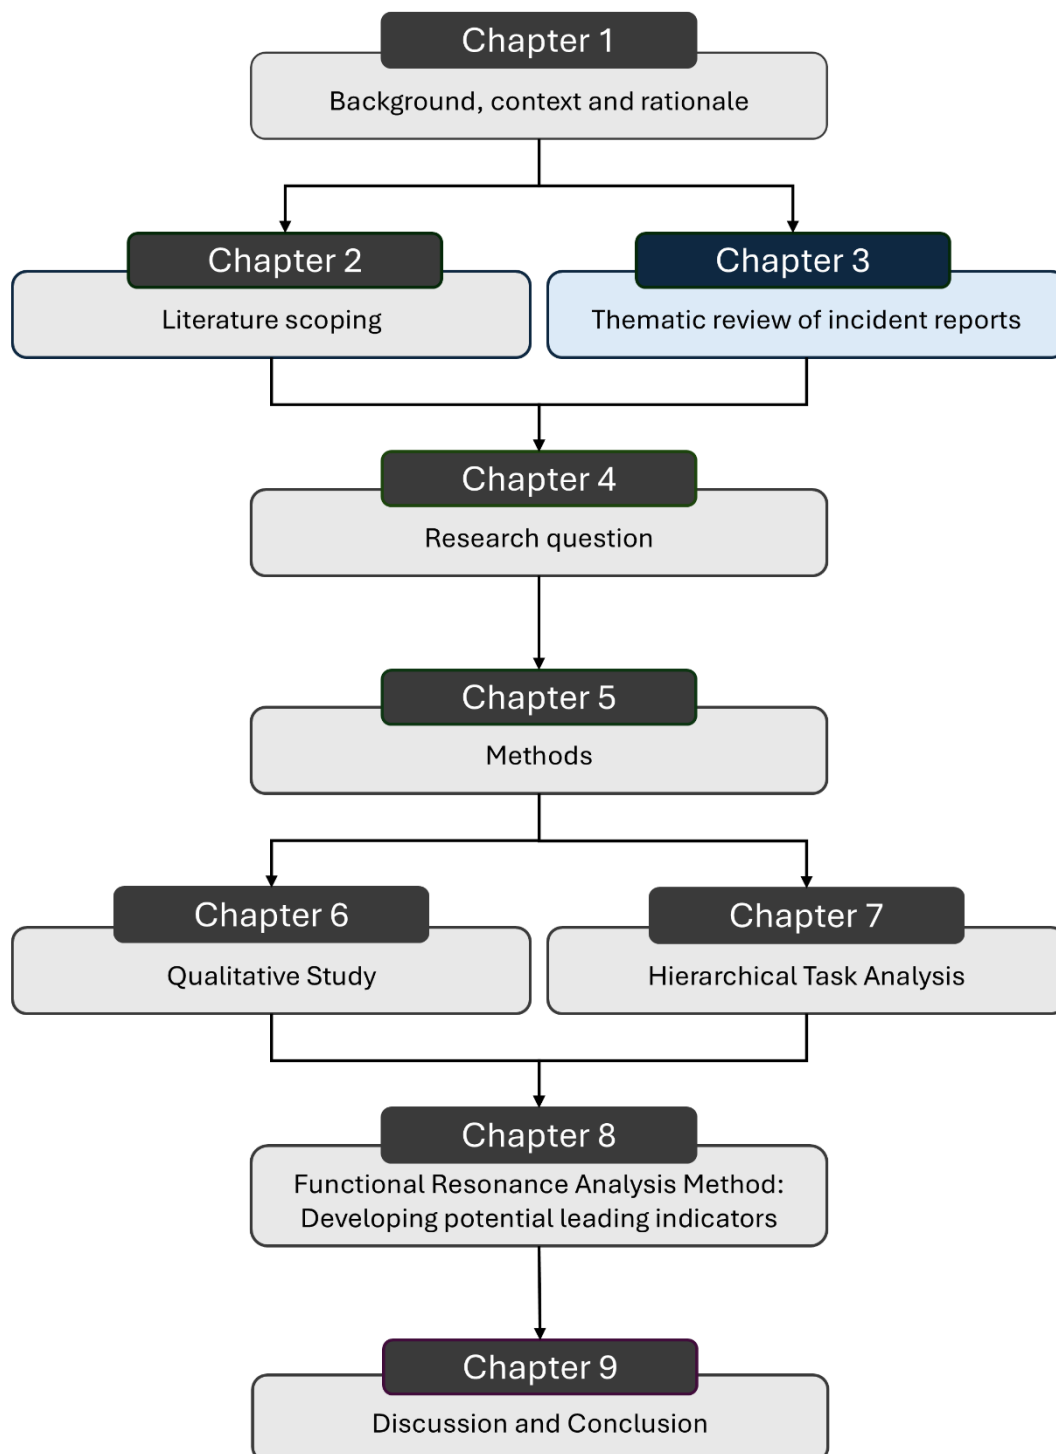 Chapter 1
Background, context and rationale
Chapter 2
Literature scoping
Chapter 3
Thematic review of incident reports
Chapter 4
Research question
Chapter 5
Methods
Chapter 6
Qualitative Study
Chapter 7
Hierarchical Task Analysis
Chapter 8
Functional Resonance Analysis Method:
Developing potential leading indicators
Chapter 9
Discussion and Conclusion